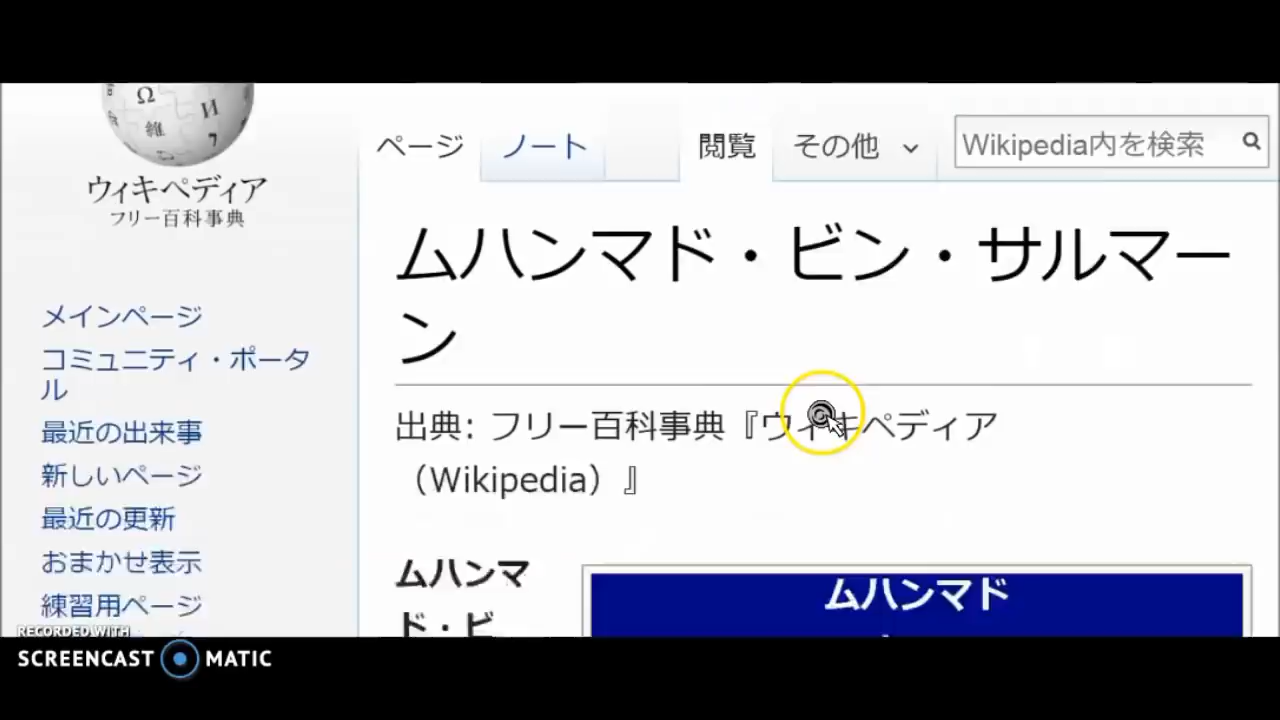 ウィキペディア
フリー百科事典
ページ
ノート
閲覧
その他
Wikipedia内を検索
ムハンマド・ビン・サルマー
ン
出典: フリー百科事典『ウィキペディア
（Wikipedia）』
メインページ
コミュニティ・ポータ
ル
最近の出来事
新しいページ
最近の更新
おまかせ表示
練習用ページ
ムハンマ
ド・ビ
ムハンマド
RECORDED WITH
SCREENCAST MATIC